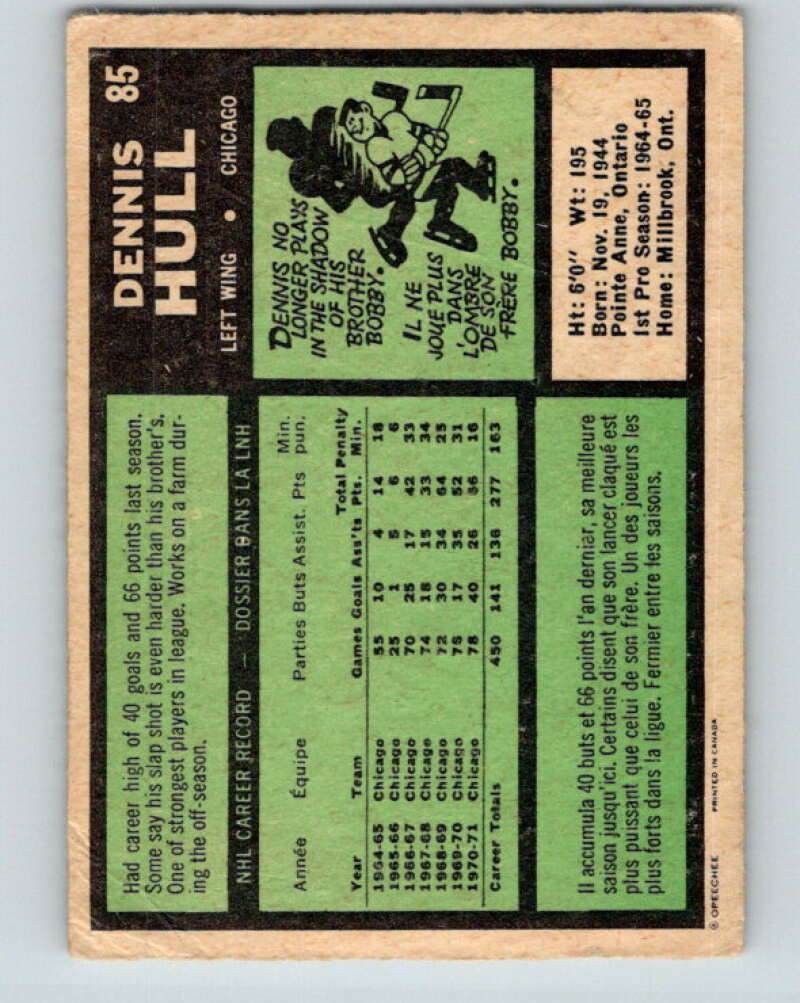 DENNIS 85
HULL
LEFT WING • / CHICAGO
DENNIS NO
LONGER PLAYS
IN THE SHADOW
OF HIS
BROTHER
BOBBY.
IL NE
JOUE PLUS
DANS
L'OMBRE
DE SON
FRÈRE BOBBY.
Ht: 6'0" Wt: 195
Born: Nov. 19, 1944
Pointe Anne, Ontario
1st Pro Season: 1964-65
Home: Millbrook, Ont.
Had career high of 40 goals and 66 points last season.
Some say his slap shot is even harder than his brother's.
One of strongest players in league. Works on a farm dur-
ing the off-season.
NHL CAREER RECORD — DOSSIER DANS LA LNH
Année Équipe Parties Buts Assist. Pts Min. pun.
Year Team Games Goals Ass'ts Total Pts. Penalty Min.
1964-65 Chicago 55 10 4 14 18
1965-66 Chicago 25 1 5 6 6
1966-67 Chicago 70 25 17 42 33
1967-68 Chicago 74 18 15 33 34
1968-69 Chicago 72 30 34 64 25
1969-70 Chicago 76 17 35 52 31
1970-71 Chicago 78 40 26 66 16
Career Totals 450 141 136 277 163
Il accumula 40 buts et 66 points l'an dernier, sa meilleure
saison jusqu'ici. Certains disent que son lancer claqué est
plus puissant que celui de son frère. Un des joueurs les
plus forts dans la ligue. Fermier entre les saisons.
© OPEECHEE PRINTED IN CANADA